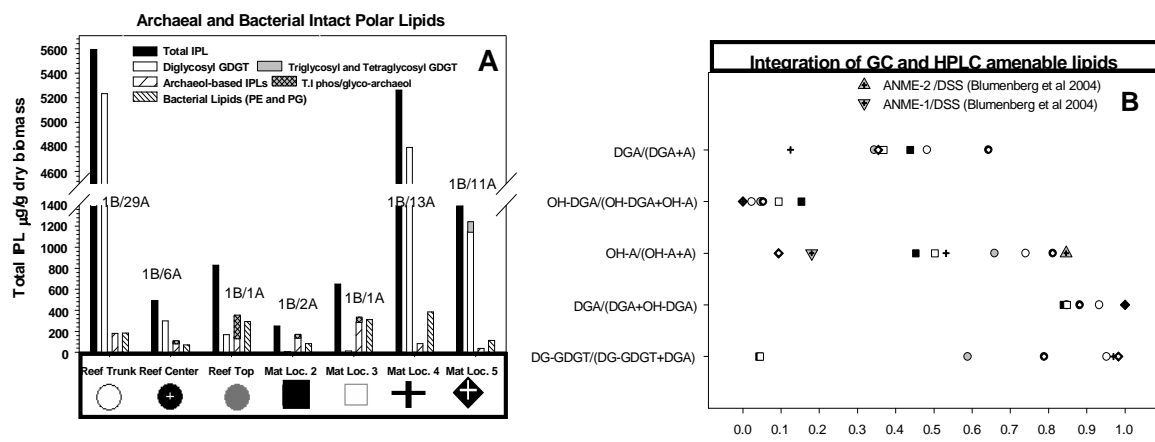 Archaeal and Bacterial Intact Polar Lipids
A
Total IPL
Diglycosyl GDGT
Triglycosyl and Tetraglycosyl GDGT
Archaeol-based IPLs
T.I phos/glyco-archaeol
Bacterial Lipids (PE and PG)
Total IPL µg/g dry biomass
5600
5400
5200
5000
4800
4600
1400
1200
1000
800
600
400
200
0
1B/29A
1B/6A
1B/1A
1B/2A
1B/1A
1B/13A
1B/11A
Reef Trunk Reef Center Reef Top Mat Loc. 2 Mat Loc. 3 Mat Loc. 4 Mat Loc. 5
Integration of GC and HPLC amenable lipids
B
ANME-2 /DSS (Blumenberg et al 2004)
ANME-1/DSS (Blumenberg et al 2004)
DGA/(DGA+A)
OH-DGA/(OH-DGA+OH-A)
OH-A/(OH-A+A)
DGA/(DGA+OH-DGA)
DG-GDGT/(DG-GDGT+DGA)
0.0 0.1 0.2 0.3 0.4 0.5 0.6 0.7 0.8 0.9 1.0